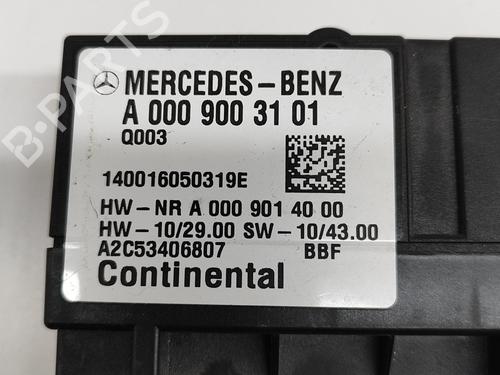 MERCEDES-BENZ
A 000 900 31 01
Q003
140016050319E
HW-NR A 000 901 40 00
HW-10/29.00 SW-10/43.00
A2C53406807 BBF
Continental
B-PARTS